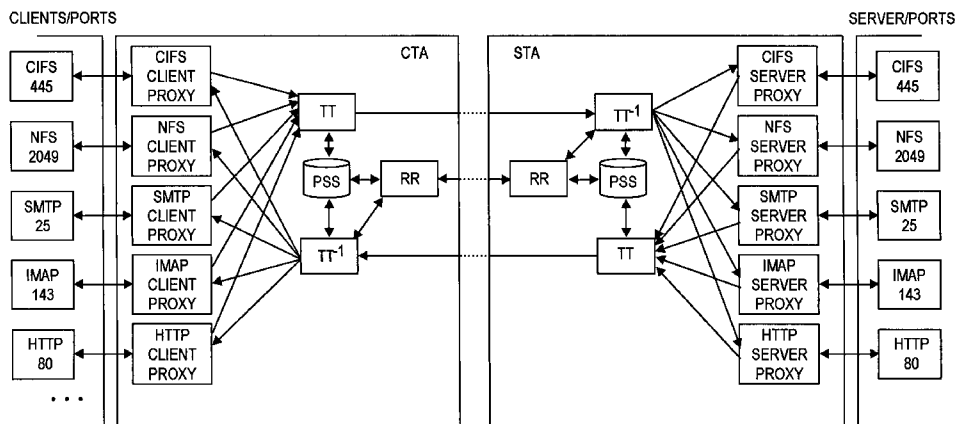 CLIENTS/PORTS
SERVER/PORTS
CTA
STA
CIFS
445
NFS
2049
SMTP
25
IMAP
143
HTTP
80
...
CIFS
CLIENT
PROXY
NFS
CLIENT
PROXY
SMTP
CLIENT
PROXY
IMAP
CLIENT
PROXY
HTTP
CLIENT
PROXY
TT
PSS
RR
TT-1
TT-1
RR
PSS
TT
CIFS
SERVER
PROXY
NFS
SERVER
PROXY
SMTP
SERVER
PROXY
IMAP
SERVER
PROXY
HTTP
SERVER
PROXY
CIFS
445
NFS
2049
SMTP
25
IMAP
143
HTTP
80